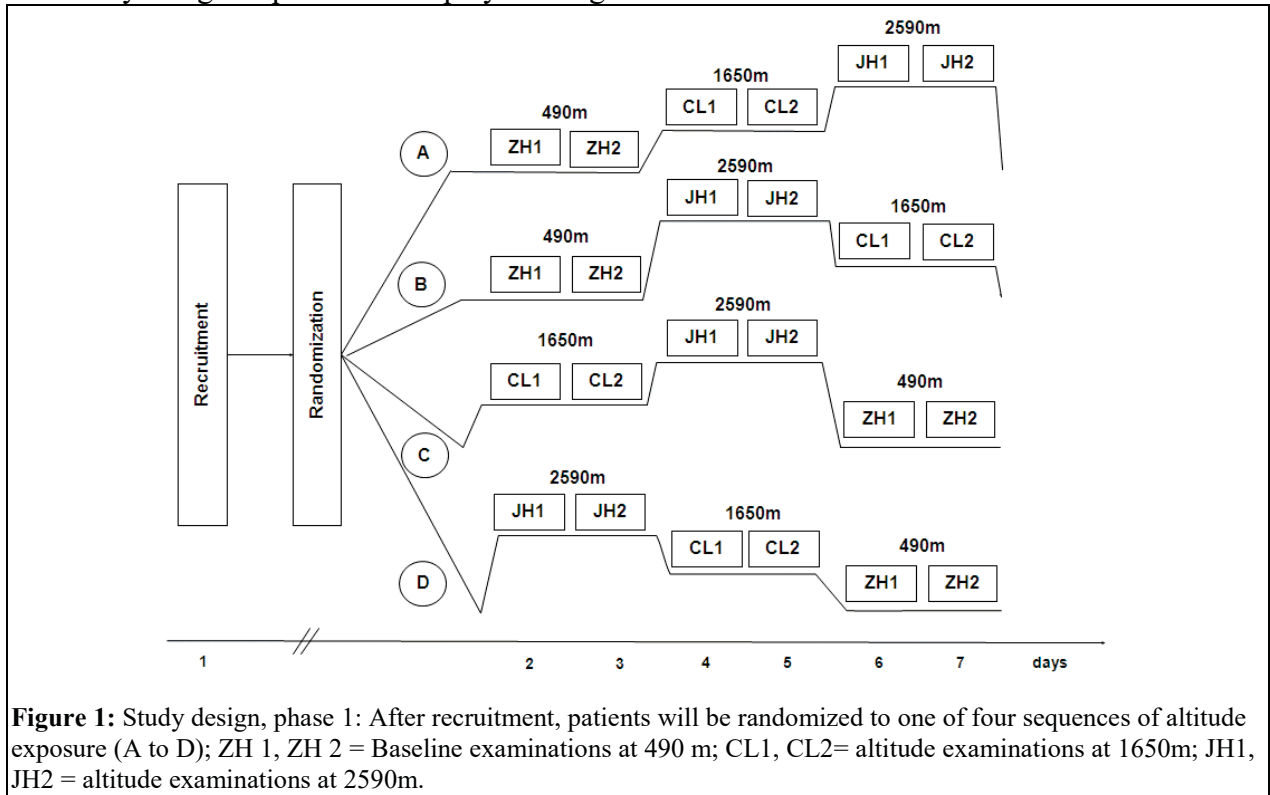 2590m
JH1 JH2
1650m
CL1 CL2
490m
A ZH1 ZH2
2590m
JH1 JH2
1650m
CL1 CL2
490m
B ZH1 ZH2
2590m
JH1 JH2
1650m
CL1 CL2
490m
ZH1 ZH2
C
Recruitment
Randomization
2590m
JH1 JH2
1650m
CL1 CL2
490m
ZH1 ZH2
D
1 2 3 4 5 6 7 days
Figure 1: Study design, phase 1: After recruitment, patients will be randomized to one of four sequences of altitude
exposure (A to D); ZH 1, ZH 2 = Baseline examinations at 490 m; CL1, CL2= altitude examinations at 1650m; JH1,
JH2 = altitude examinations at 2590m.